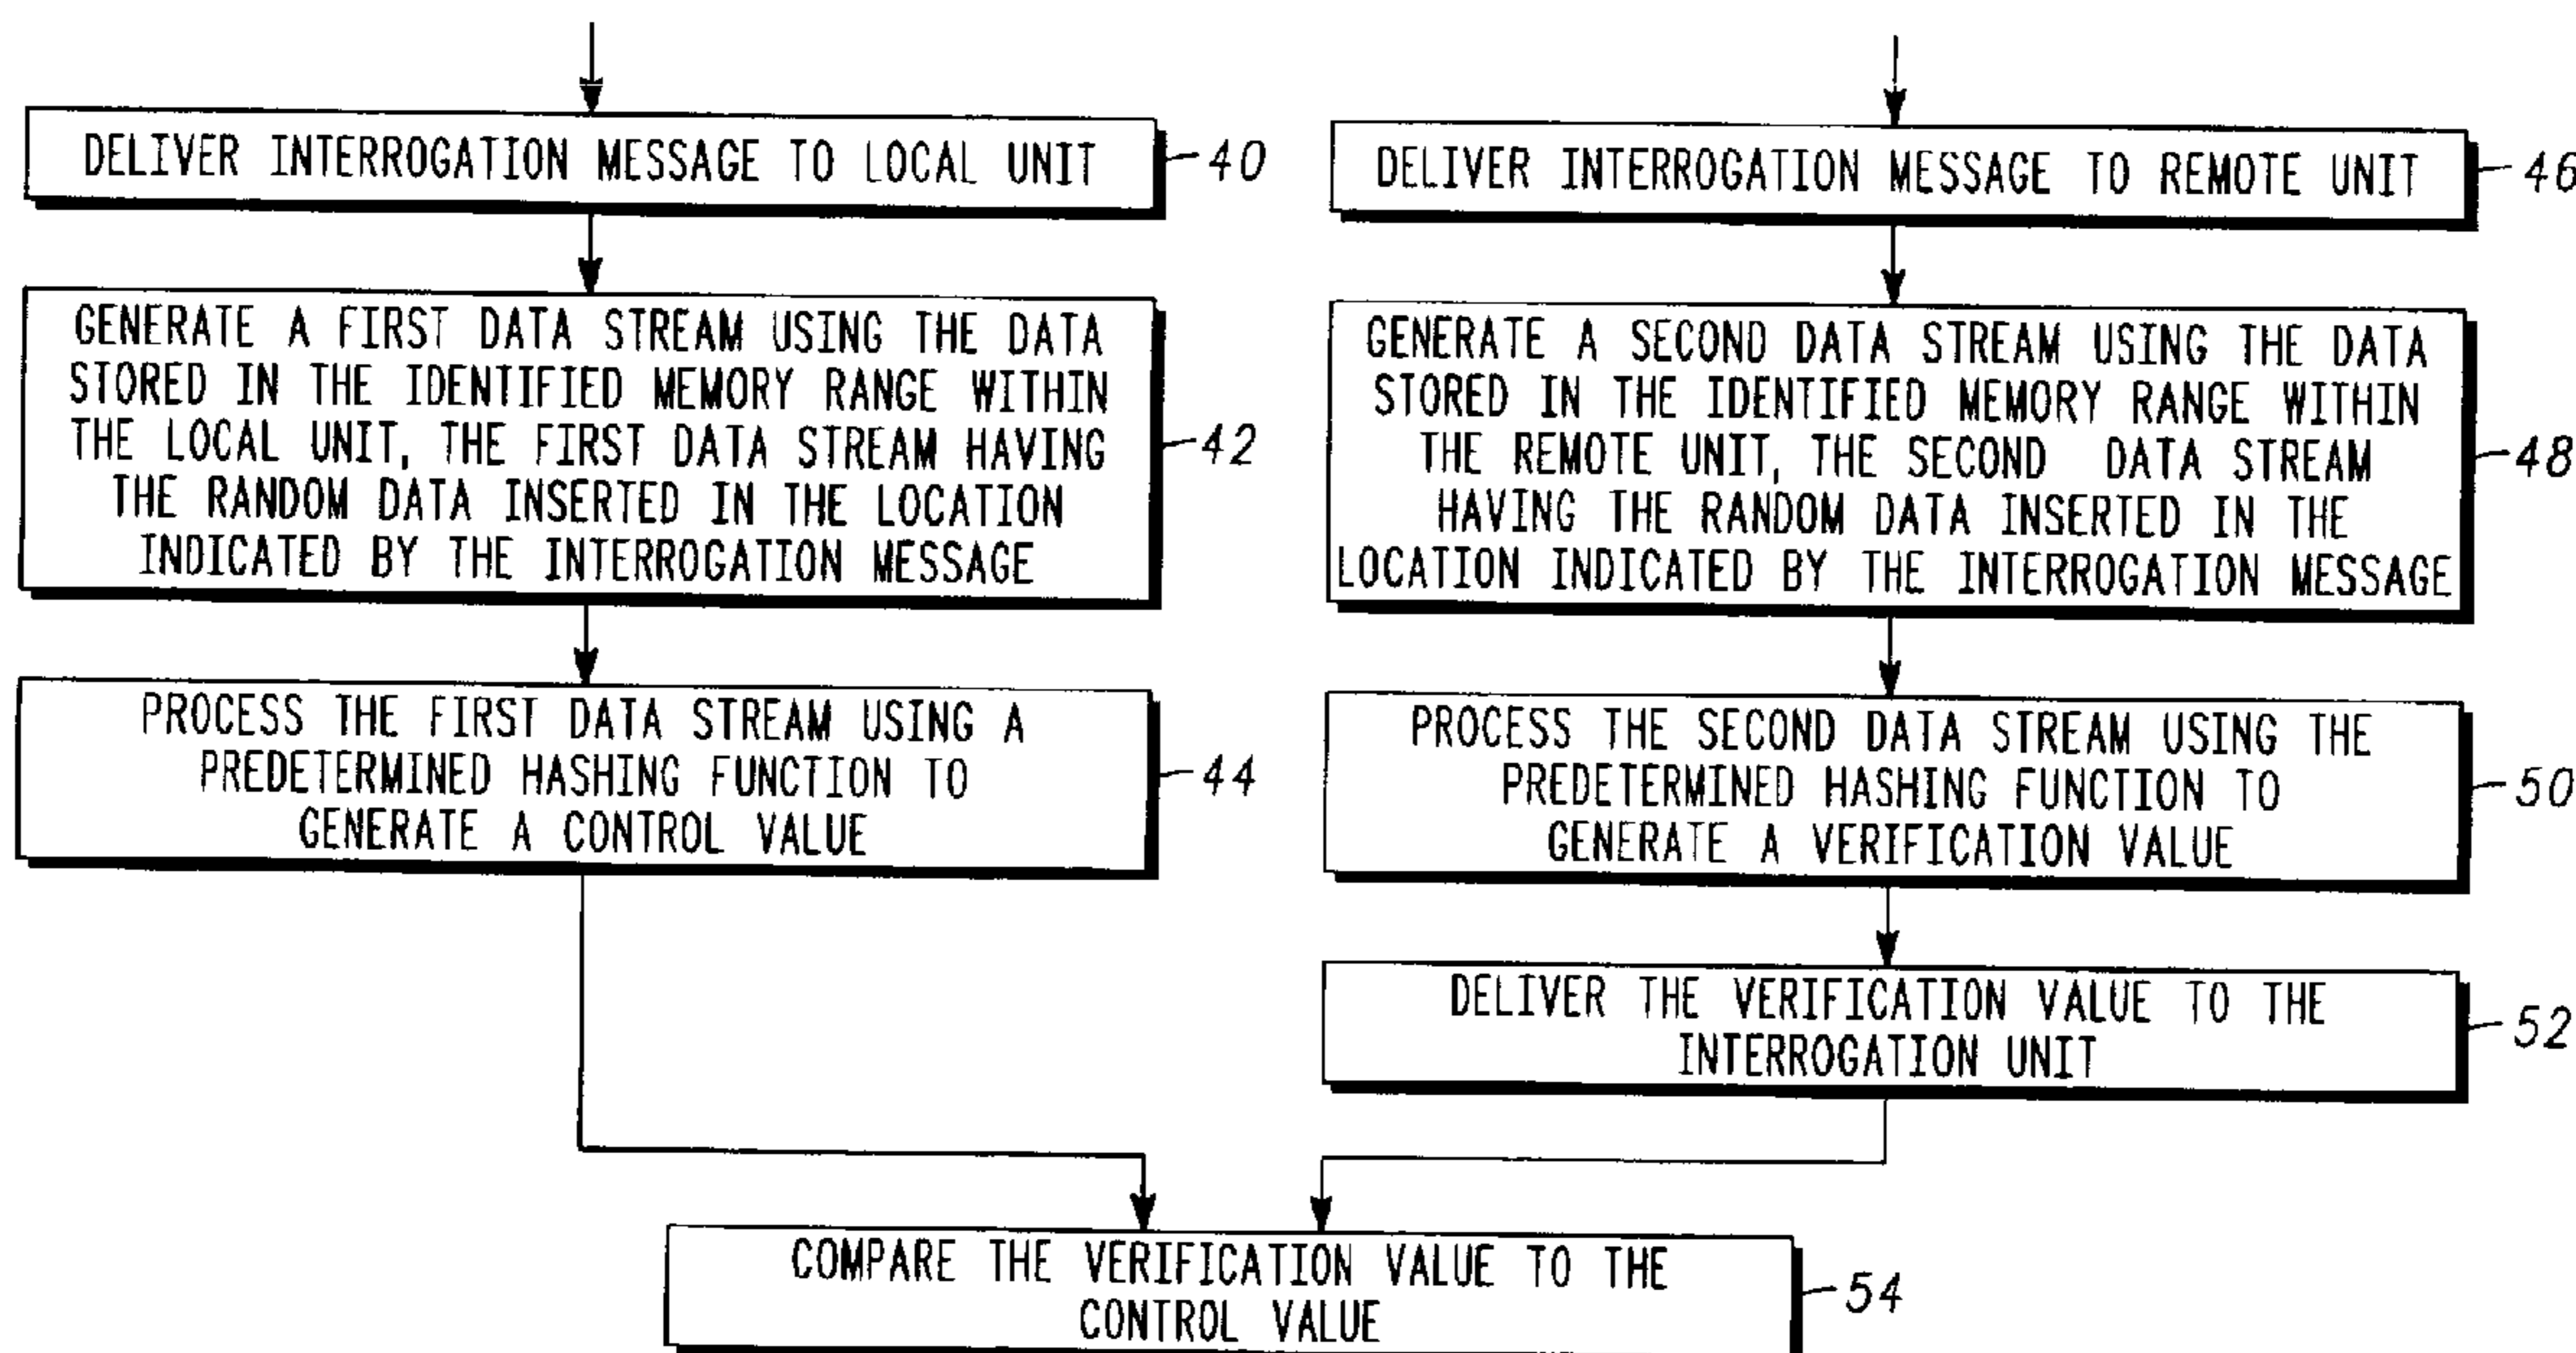 DELIVER INTERROGATION MESSAGE TO LOCAL UNIT
40
GENERATE A FIRST DATA STREAM USING THE DATA
STORED IN THE IDENTIFIED MEMORY RANGE WITHIN
THE LOCAL UNIT, THE FIRST DATA STREAM HAVING
THE RANDOM DATA INSERTED IN THE LOCATION
INDICATED BY THE INTERROGATION MESSAGE
42
PROCESS THE FIRST DATA STREAM USING A
PREDETERMINED HASHING FUNCTION TO
GENERATE A CONTROL VALUE
44
DELIVER INTERROGATION MESSAGE TO REMOTE UNIT
46
GENERATE A SECOND DATA STREAM USING THE DATA
STORED IN THE IDENTIFIED MEMORY RANGE WITHIN
THE REMOTE UNIT, THE SECOND DATA STREAM
HAVING THE RANDOM DATA INSERTED IN THE
LOCATION INDICATED BY THE INTERROGATION MESSAGE
48
PROCESS THE SECOND DATA STREAM USING THE
PREDETERMINED HASHING FUNCTION TO
GENERATE A VERIFICATION VALUE
50
DELIVER THE VERIFICATION VALUE TO THE
INTERROGATION UNIT
52
COMPARE THE VERIFICATION VALUE TO THE
CONTROL VALUE
54